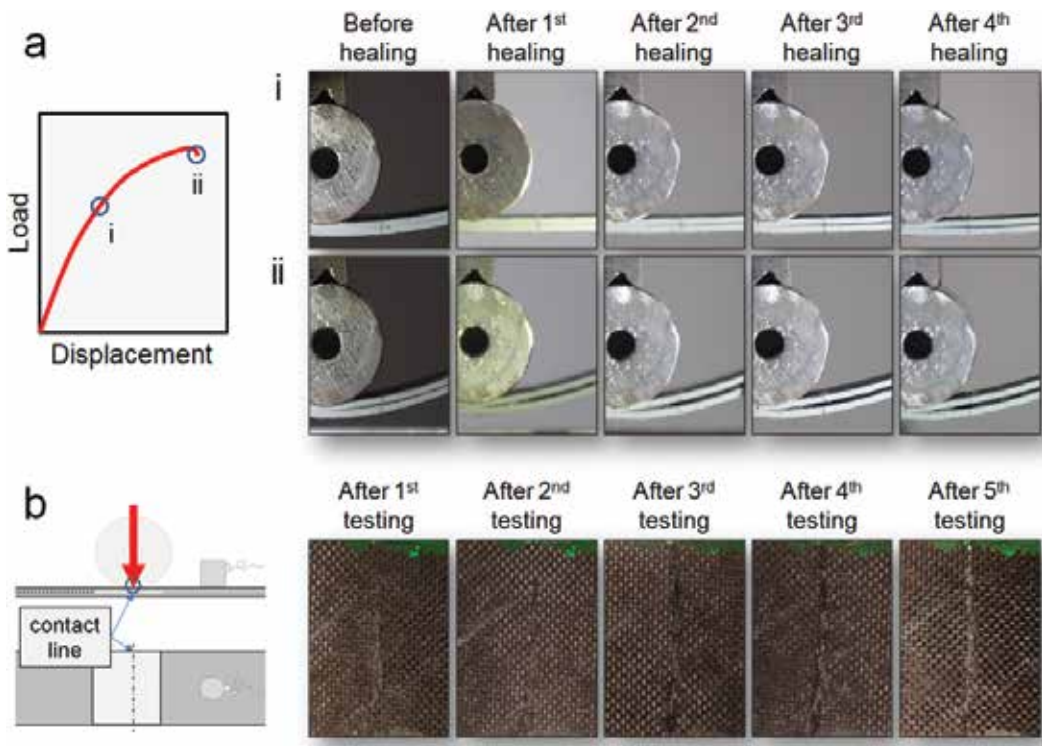 a
Before healing
After 1st healing
After 2nd healing
After 3rd healing
After 4th healing
i
ii
Load
i
ii
Displacement
b
After 1st testing
After 2nd testing
After 3rd testing
After 4th testing
After 5th testing
contact
line